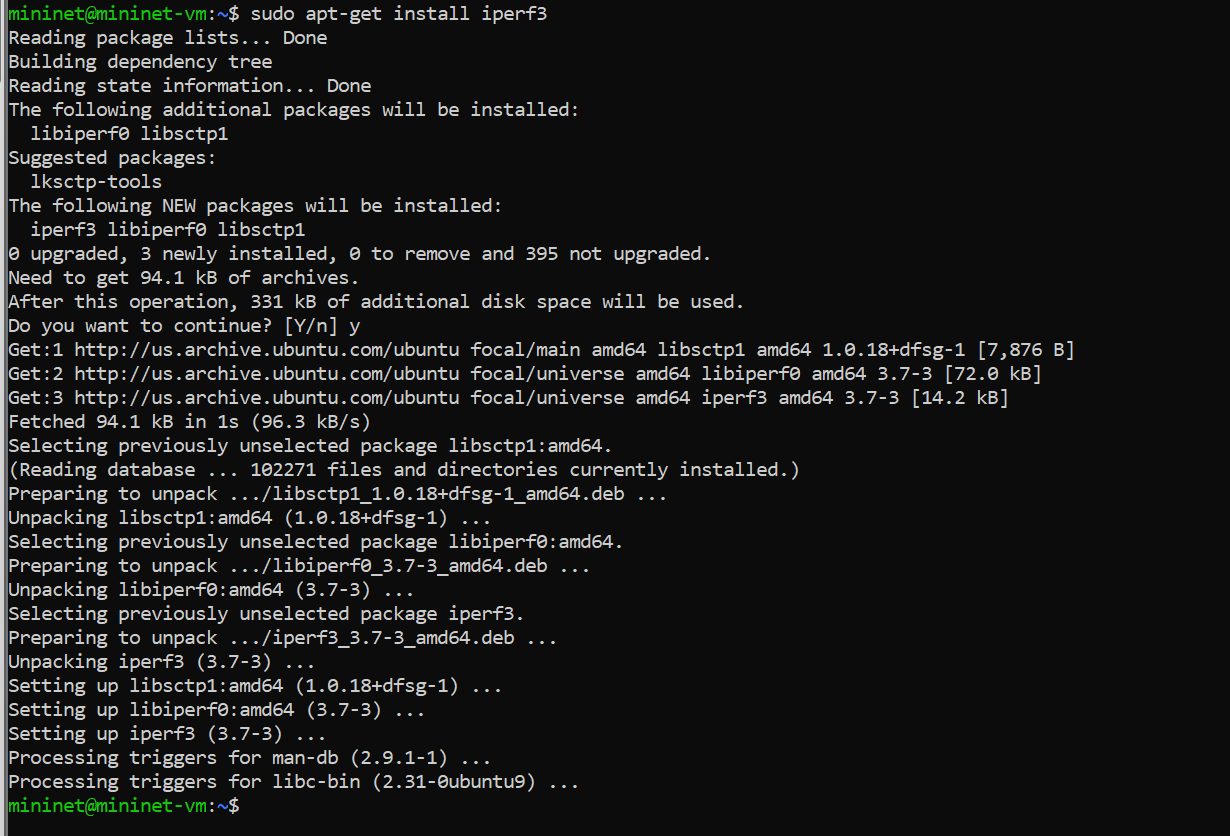 mininet@mininet-vm:~$ sudo apt-get install iperf3
Reading package lists... Done
Building dependency tree
Reading state information... Done
The following additional packages will be installed:
  libiperf0 libsctp1
Suggested packages:
  lksctp-tools
The following NEW packages will be installed:
  iperf3 libiperf0 libsctp1
0 upgraded, 3 newly installed, 0 to remove and 395 not upgraded.
Need to get 94.1 kB of archives.
After this operation, 331 kB of additional disk space will be used.
Do you want to continue? [Y/n] y
Get:1 http://us.archive.ubuntu.com/ubuntu focal/main amd64 libsctp1 amd64 1.0.18+dfsg-1 [7,876 B]
Get:2 http://us.archive.ubuntu.com/ubuntu focal/universe amd64 libiperf0 amd64 3.7-3 [72.0 kB]
Get:3 http://us.archive.ubuntu.com/ubuntu focal/universe amd64 iperf3 amd64 3.7-3 [14.2 kB]
Fetched 94.1 kB in 1s (96.3 kB/s)
Selecting previously unselected package libsctp1:amd64.
(Reading database ... 102271 files and directories currently installed.)
Preparing to unpack .../libsctp1_1.0.18+dfsg-1_amd64.deb ...
Unpacking libsctp1:amd64 (1.0.18+dfsg-1) ...
Selecting previously unselected package libiperf0:amd64.
Preparing to unpack .../libiperf0_3.7-3_amd64.deb ...
Unpacking libiperf0:amd64 (3.7-3) ...
Selecting previously unselected package iperf3.
Preparing to unpack .../iperf3_3.7-3_amd64.deb ...
Unpacking iperf3 (3.7-3) ...
Setting up libsctp1:amd64 (1.0.18+dfsg-1) ...
Setting up libiperf0:amd64 (3.7-3) ...
Setting up iperf3 (3.7-3) ...
Processing triggers for man-db (2.9.1-1) ...
Processing triggers for libc-bin (2.31-0ubuntu9) ...
mininet@mininet-vm:~$